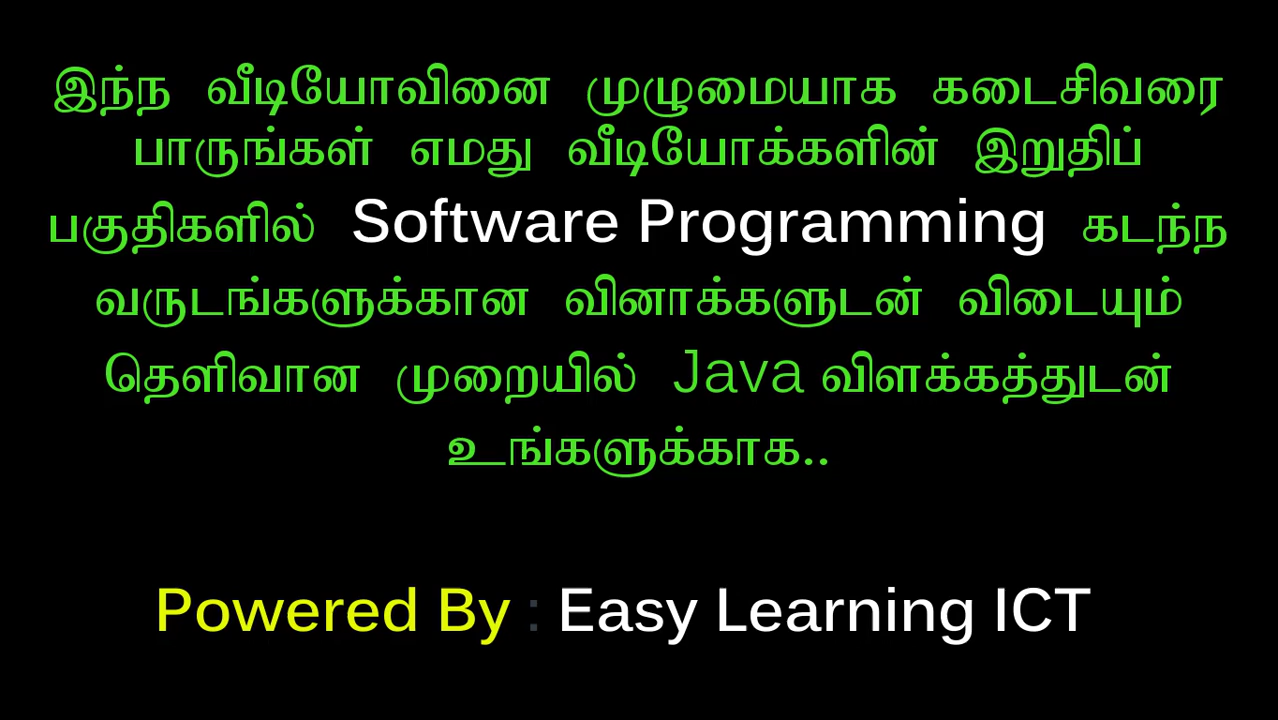 இந்ந வீடியோவினை முழுமையாக கடைசிவரை
பாருங்கள் எமது வீடியோக்களின் இறுதிப்
பகுதிகளில் Software Programming கடந்ந
வருடங்களுக்கான வினாக்களுடன் விடையும்
தெளிவான முறையில் Java விளக்கத்துடன்
உங்களுக்காக..
Powered By : Easy Learning ICT